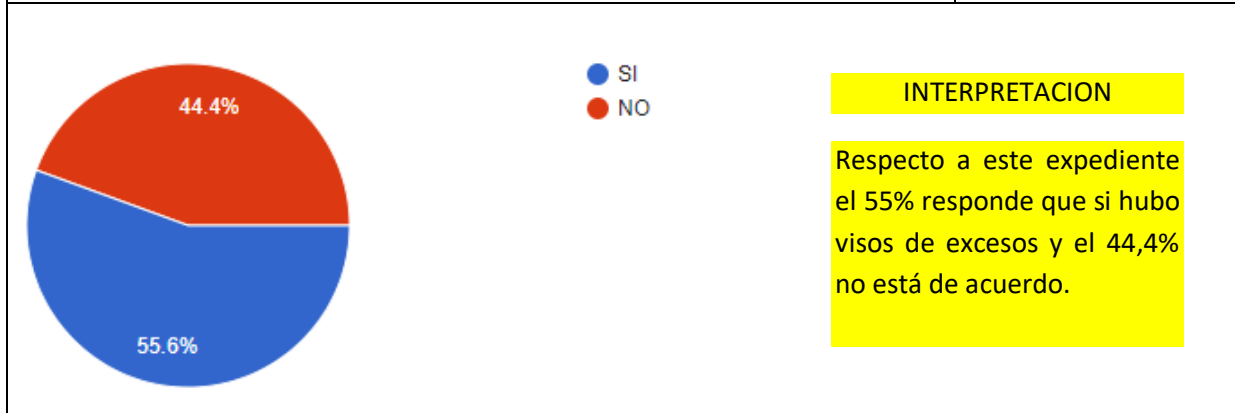 44.4%
55.6%
SI
NO
INTERPRETACION
Respecto a este expediente
el 55% responde que si hubo
visos de excesos y el 44,4%
no está de acuerdo.